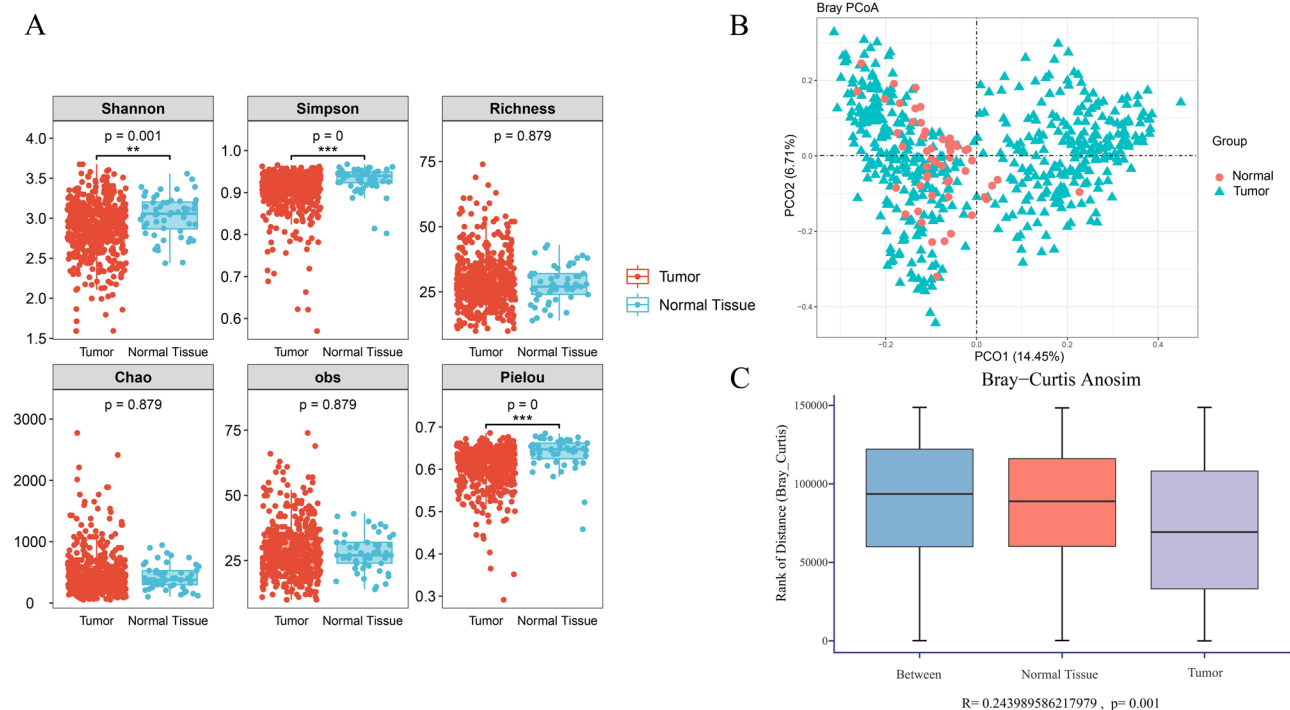 A
Shannon
Simpson
Richness
p = 0.001
**
p = 0
***
p = 0.879
4.0
3.5
3.0
2.5
2.0
1.5
1.0
0.9
0.8
0.7
0.6
75
50
25
Tumor
Normal Tissue
Tumor
Normal Tissue
Tumor
Normal Tissue
Chao
obs
Pielou
p = 0.879
p = 0.879
p = 0
***
3000
2000
1000
0
75
50
25
0.7
0.6
0.5
0.4
0.3
Tumor
Normal Tissue
Tumor
Normal Tissue
Tumor
Normal Tissue
Tumor
Normal Tissue
B
Bray PCoA
PCO2 (6.71%)
0.2
0.0
−0.2
−0.4
−0.2
0.0
0.2
0.4
PCO1 (14.45%)
Group
Normal
Tumor
C
Bray−Curtis Anosim
Rank of Distance (Bray_Curtis)
150000
100000
50000
0
Between
Normal Tissue
Tumor
R= 0.243989586217979 , p= 0.001